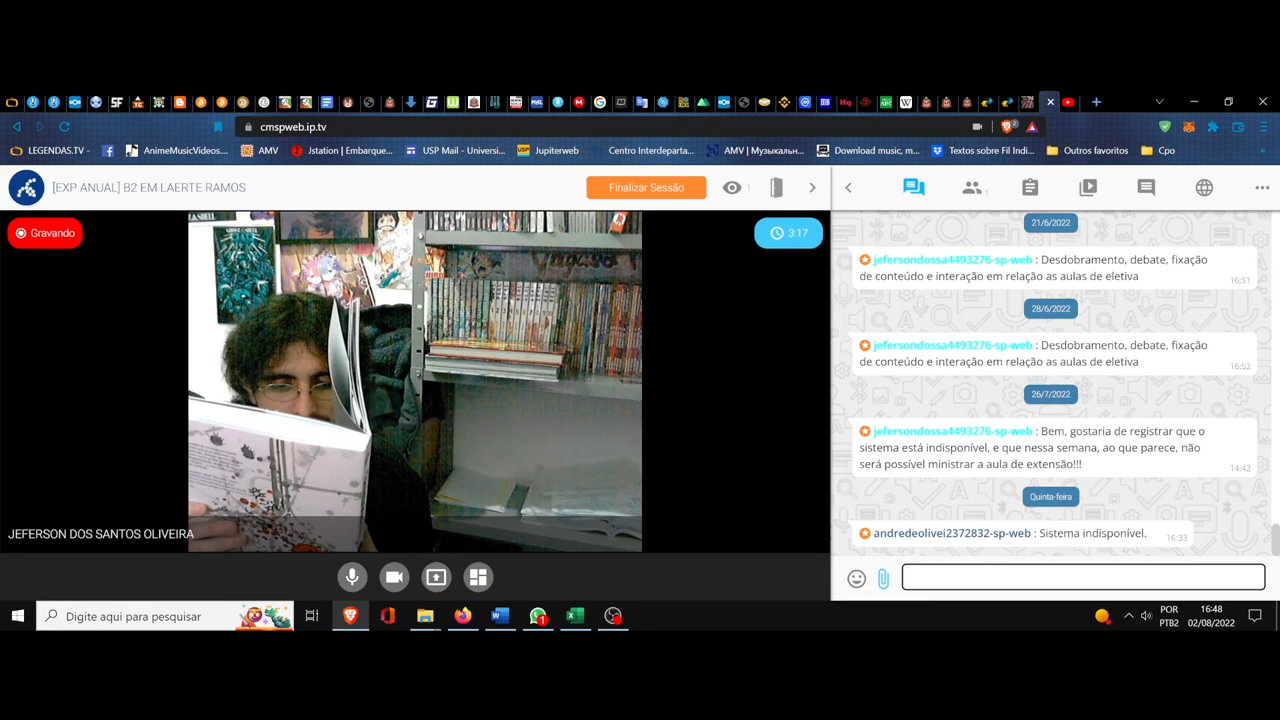 cmspweb.ip.tv
2
LEGENDAS.TV -
AnimeMusicVideos....
AMV
Jstation | Embarque...
USP Mail - Universi...
Jupiterweb
Centro Interdeparta...
AMV | Музыкальн...
Download music, m...
Textos sobre Fil Indi...
Outros favoritos
Cpo
[EXP ANUAL] B2 EM LAERTE RAMOS
Finalizar Sessão
1
1
Gravando
3:17
JEFERSON DOS SANTOS OLIVEIRA
21/6/2022
jefersondossa4493276-sp-web : Desdobramento, debate, fixação
de conteúdo e interação em relação as aulas de eletiva
16:51
28/6/2022
jefersondossa4493276-sp-web : Desdobramento, debate, fixação
de conteúdo e interação em relação as aulas de eletiva
16:52
26/7/2022
jefersondossa4493276-sp-web : Bem, gostaria de registrar que o
sistema está indisponível, e que nessa semana, ao que parece, não
será possível ministrar a aula de extensão!!!
14:42
Quinta-feira
andredeolivei2372832-sp-web : Sistema indisponível.
16:33
Digite aqui para pesquisar
1
POR
PTB2
16:48
02/08/2022